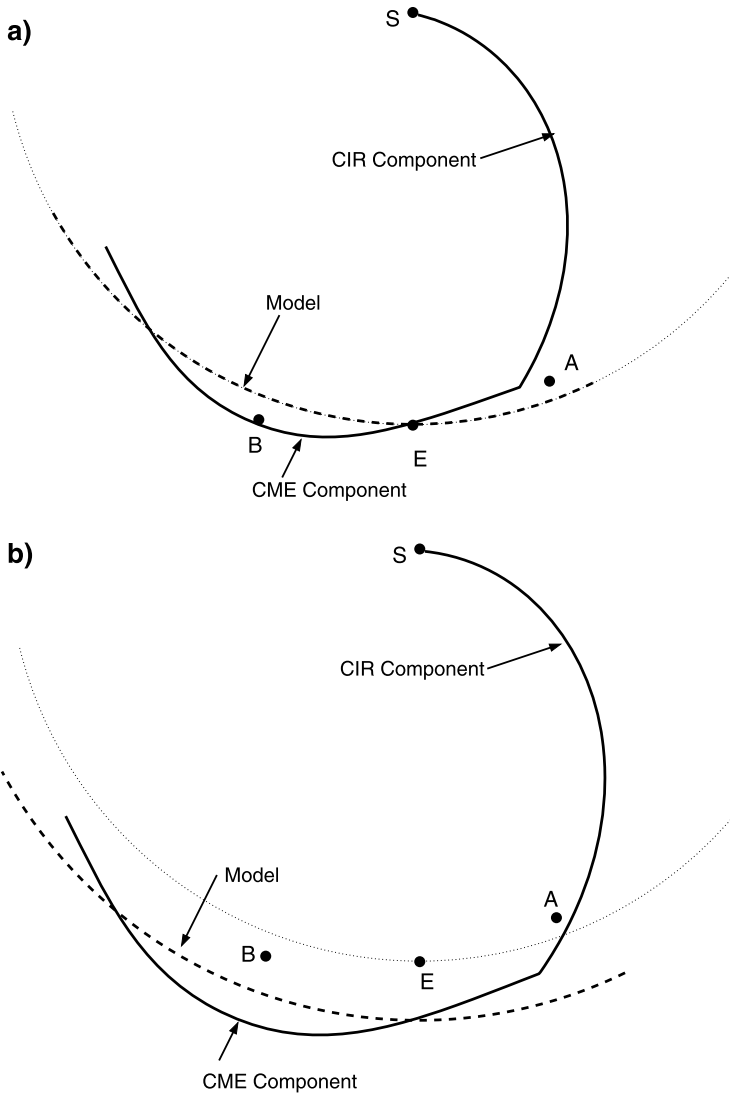 a)
S
CIR Component
Model
A
B
E
CME Component
b)
S
CIR Component
Model
A
B
E
CME Component